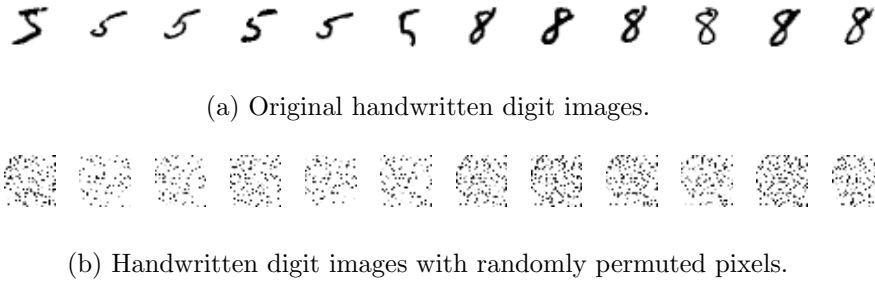 5 5 5 5 5 5 8 8 8 8 8 8
(a) Original handwritten digit images.
(b) Handwritten digit images with randomly permuted pixels.